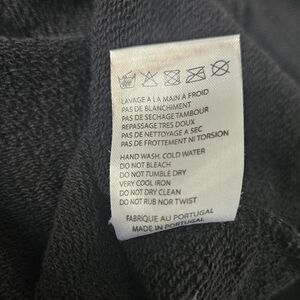 LAVAGE A LA MAIN A FROID
PAS DE BLANCHIMENT
PAS DE SECHAGE TAMBOUR
REPASSAGE TRES DOUX
PAS DE NETTOYAGE A SEC
PAS DE FROTTEMENT NI TORSION
HAND WASH, COLD WATER
DO NOT BLEACH
DO NOT TUMBLE DRY
VERY COOL IRON
DO NOT DRY CLEAN
DO NOT RUB NOR TWIST
FABRIQUE AU PORTUGAL
MADE IN PORTUGAL